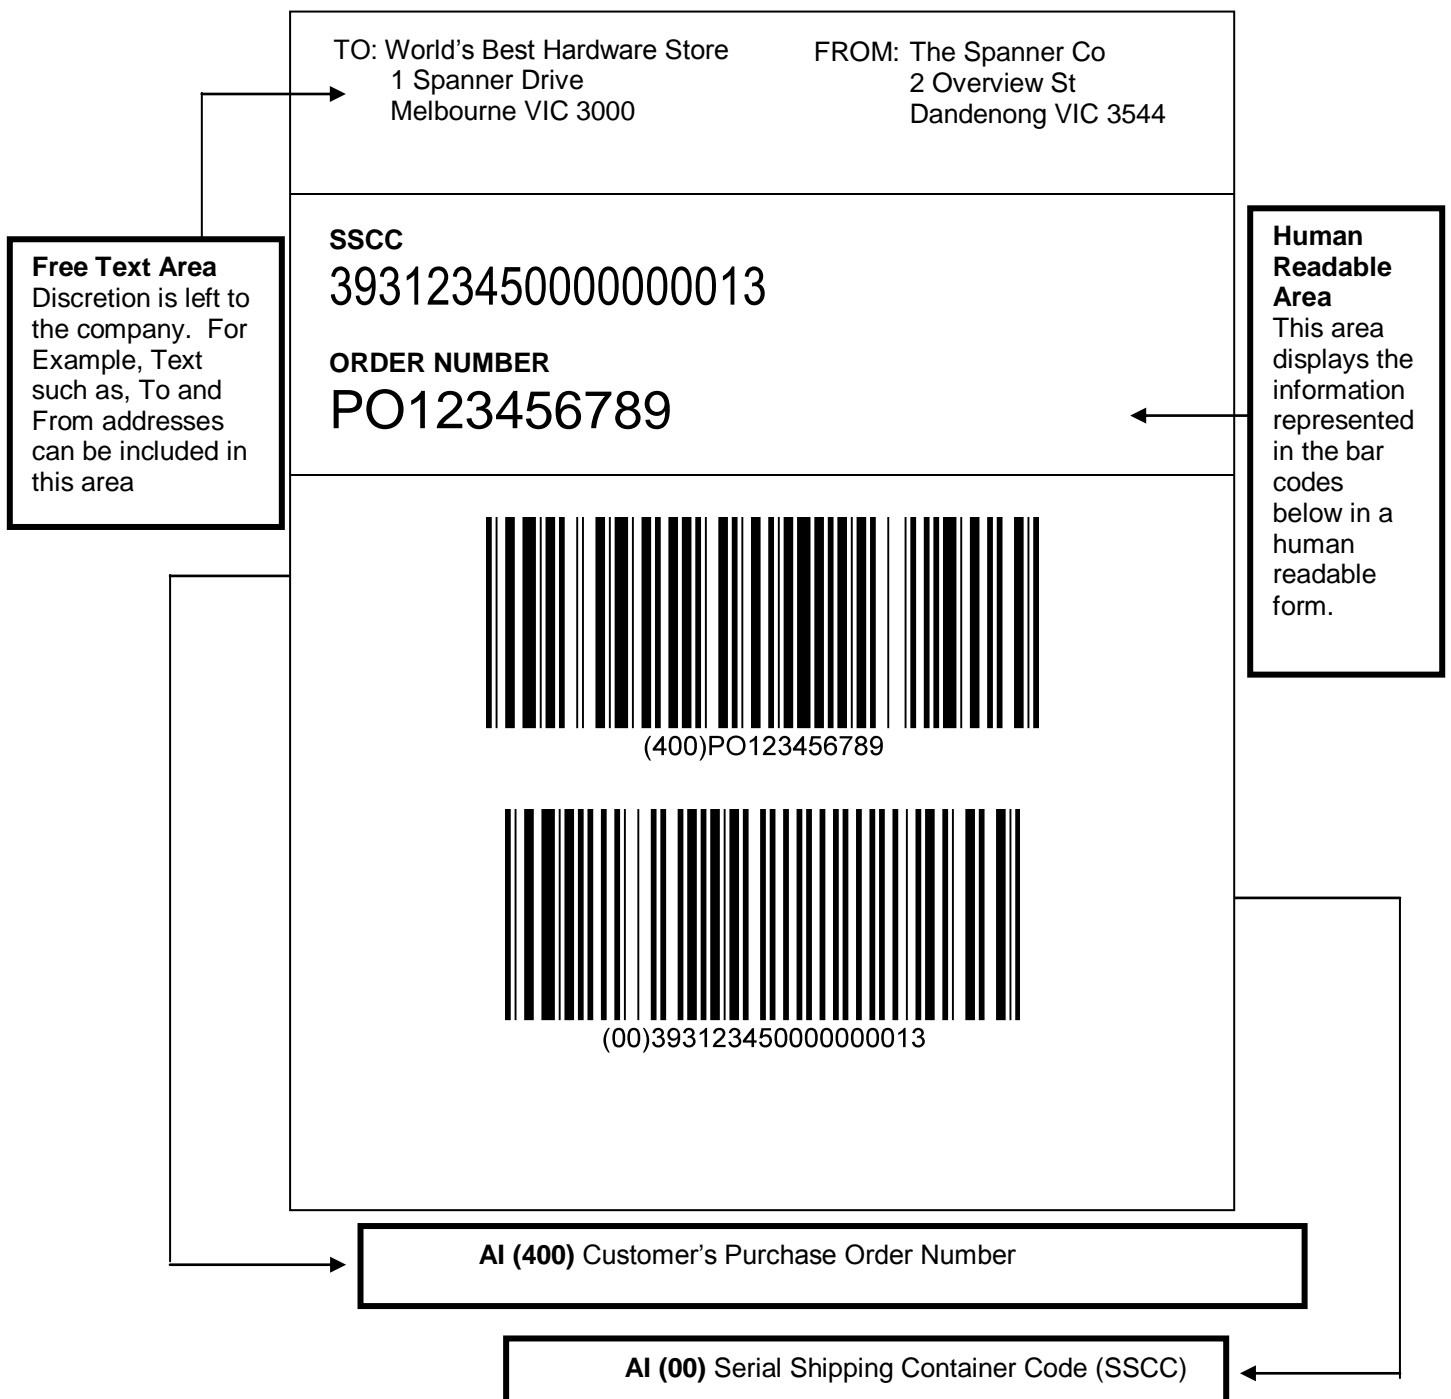 TO: World's Best Hardware Store
1 Spanner Drive
Melbourne VIC 3000
FROM: The Spanner Co
2 Overview St
Dandenong VIC 3544
Free Text Area
Discretion is left to
the company.  For
Example, Text
such as, To and
From addresses
can be included in
this area
SSCC
393123450000000013
ORDER NUMBER
PO123456789
Human
Readable
Area
This area
displays the
information
represented
in the bar
codes
below in a
human
readable
form.
(400)PO123456789
(00)393123450000000013
AI (400) Customer's Purchase Order Number
AI (00) Serial Shipping Container Code (SSCC)